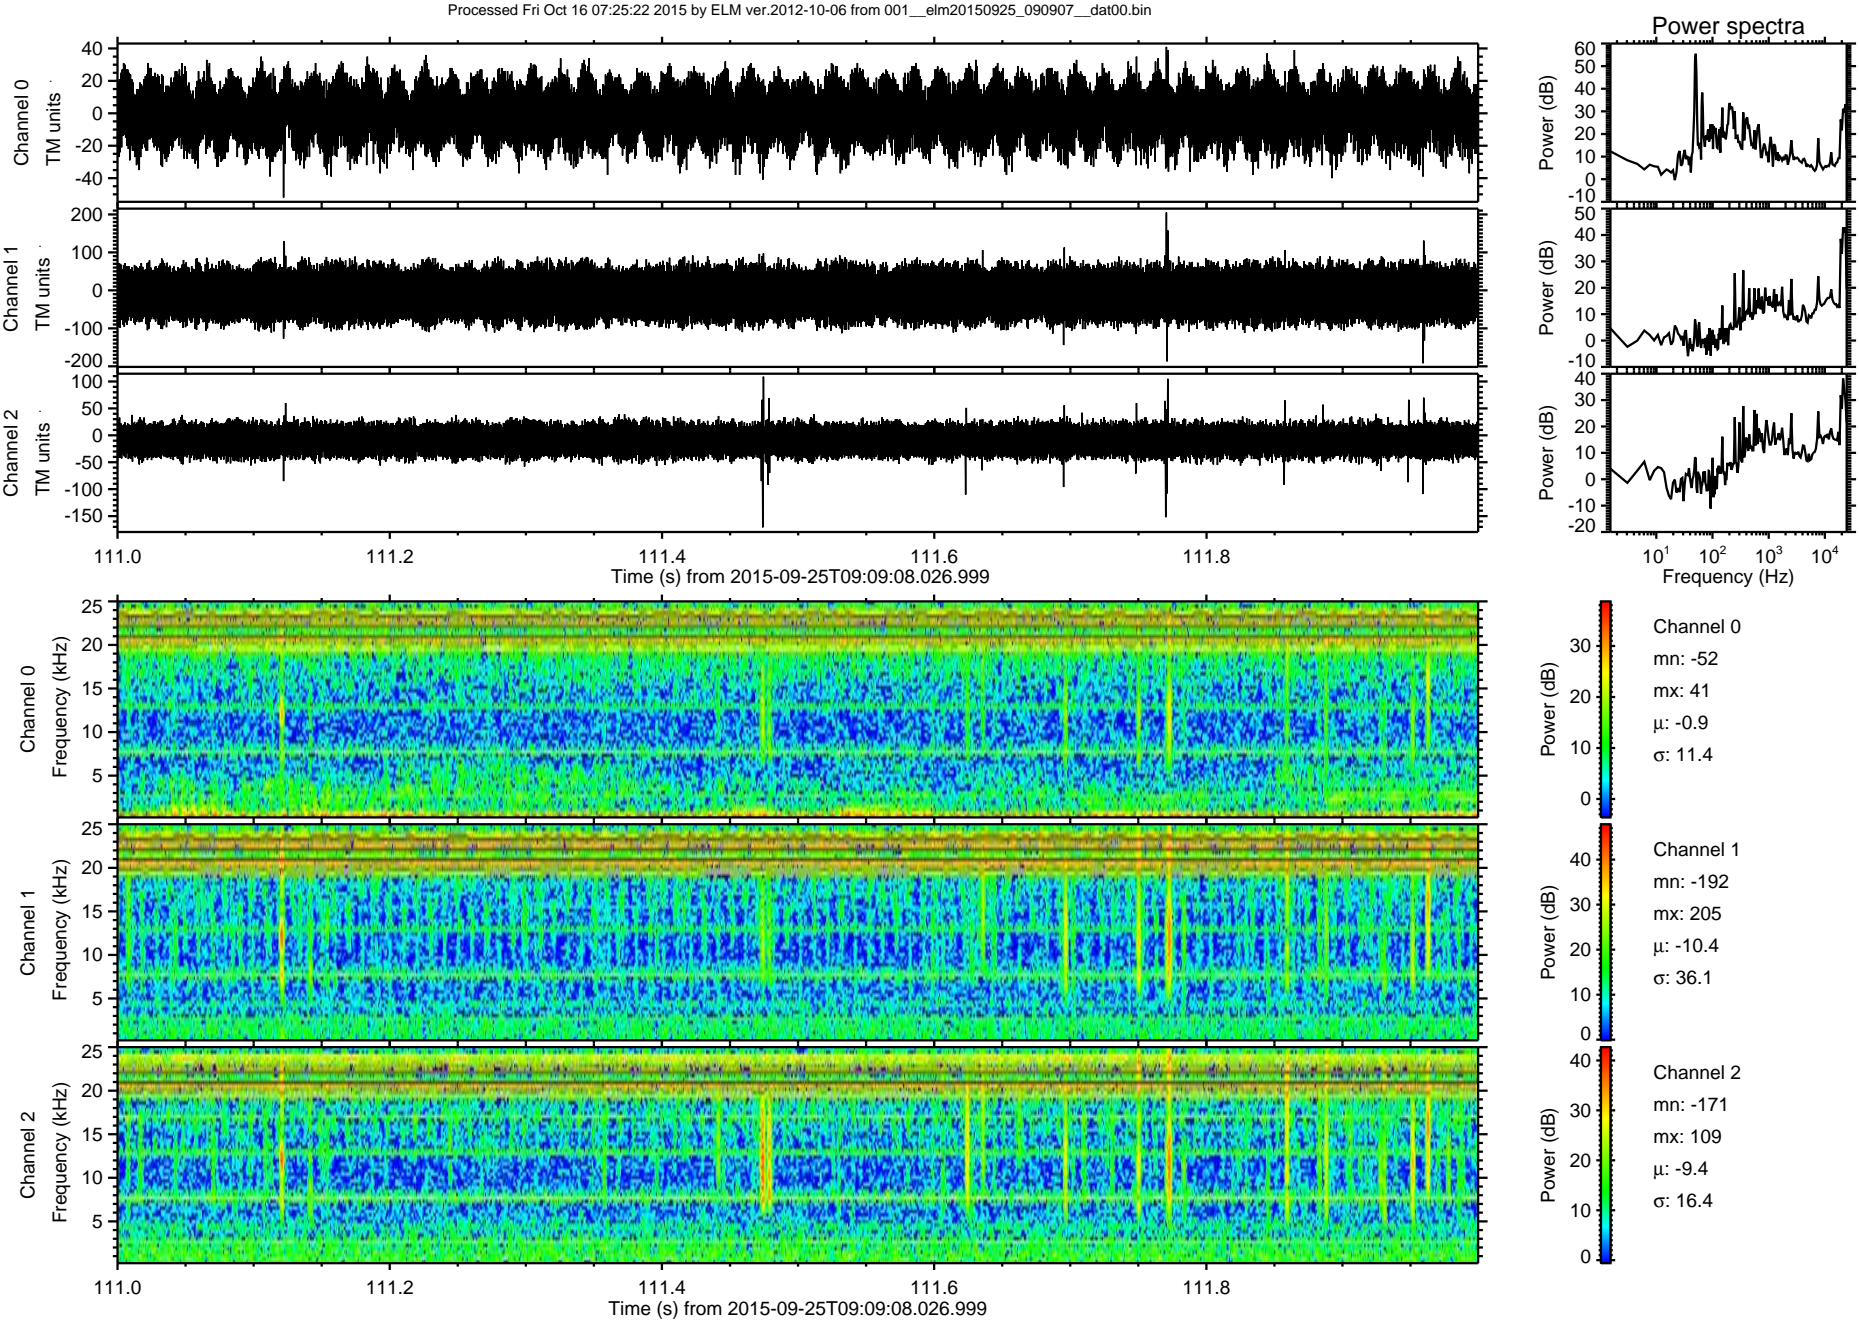 Processed Fri Oct 16 07:25:22 2015 by ELM ver.2012-10-06 from 001__elm20150925_090907__dat00.bin
Power spectra
Channel 0
TM units
40
20
0
-20
-40
Power (dB)
60
50
40
30
20
10
0
-10
Channel 1
TM units
200
100
0
-100
-200
Power (dB)
50
40
30
20
10
0
-10
Channel 2
TM units
100
50
0
-50
-100
-150
Power (dB)
40
30
20
10
0
-10
-20
111.0 111.2 111.4 111.6 111.8
Time (s) from 2015-09-25T09:09:08.026.999
10¹ 10² 10³ 10⁴
Frequency (Hz)
Channel 0
Frequency (kHz)
25
20
15
10
5
Power (dB)
30
20
10
0
Channel 0
mn: -52
mx: 41
μ: -0.9
σ: 11.4
Channel 1
Frequency (kHz)
25
20
15
10
5
Power (dB)
40
30
20
10
0
Channel 1
mn: -192
mx: 205
μ: -10.4
σ: 36.1
Channel 2
Frequency (kHz)
25
20
15
10
5
Power (dB)
40
30
20
10
0
Channel 2
mn: -171
mx: 109
μ: -9.4
σ: 16.4
111.0 111.2 111.4 111.6 111.8
Time (s) from 2015-09-25T09:09:08.026.999